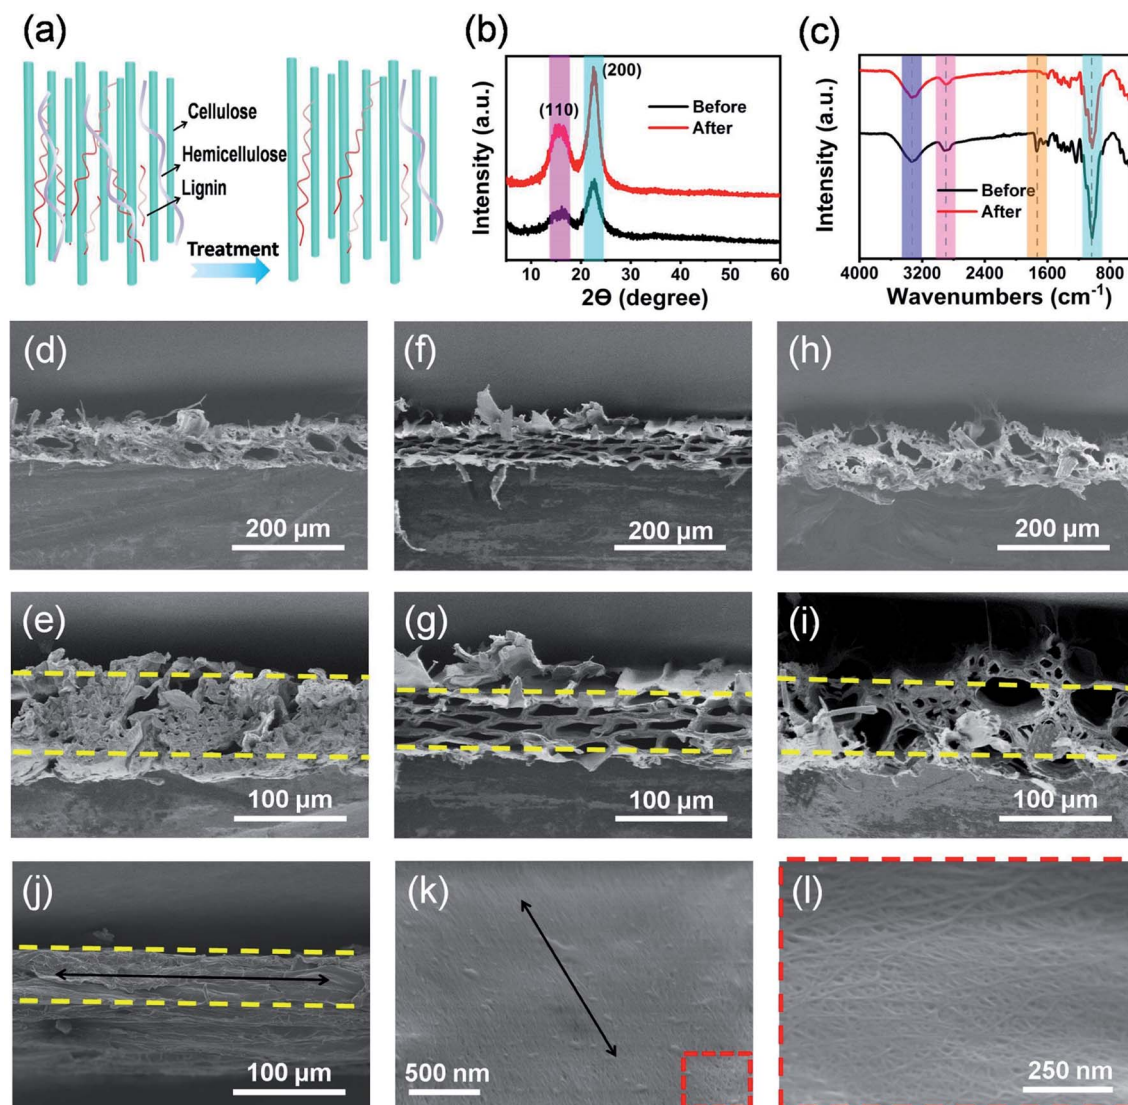 (a)
Cellulose
Hemicellulose
Lignin
Treatment
(b)
(200)
(110)
Before
After
Intensity (a.u.)
10 20 30 40 50 60
2Θ (degree)
(c)
Before
After
Intensity (a.u.)
4000 3200 2400 1600 800
Wavenumbers (cm⁻¹)
(d)
200 µm
(f)
200 µm
(h)
200 µm
(e)
100 µm
(g)
100 µm
(i)
100 µm
(j)
100 µm
(k)
500 nm
(l)
250 nm